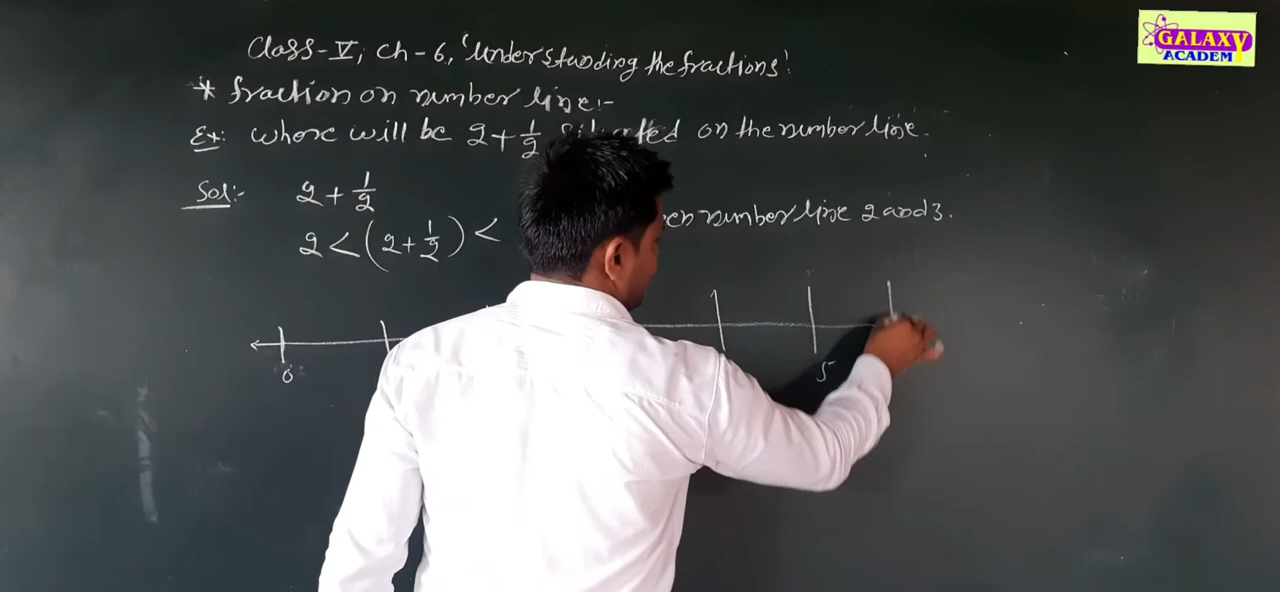 Class-V, Ch-6, 'Understanding the fractions'.
* fraction on number line:-
Ex: Where will be 2 + 1/2 situated on the number line.
Sol:- 2 + 1/2
number line 2 and 3.
2 < (2 + 1/2) <
0 5
GALAXY
ACADEM